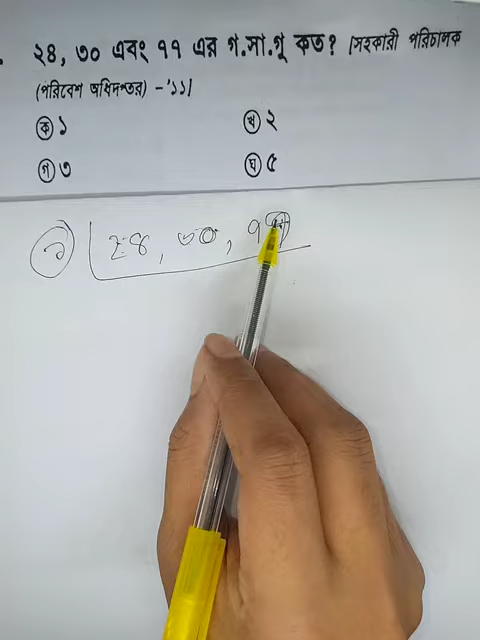 ২৪, ৩০ এবং ৭৭ এর গ.সা.গু কত? [সহকারী পরিচালক
(পরিবেশ অধিদপ্তর) -'১১]
ক ১
খ ২
গ ৩
ঘ ৫
২ ২৪, ৩০, ৭৭